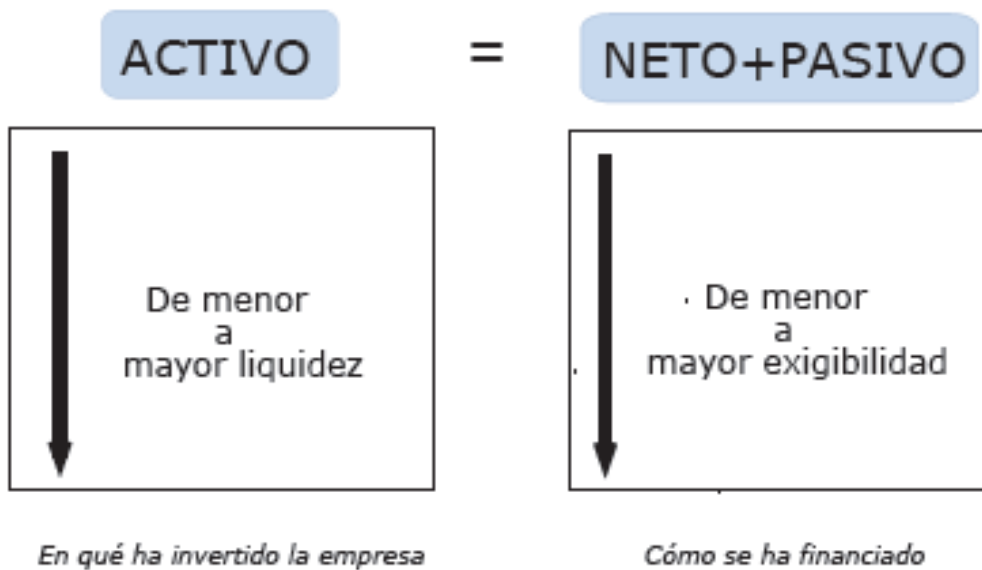 ACTIVO = NETO+PASIVO
De menor
a
mayor liquidez
De menor
a
mayor exigibilidad
En qué ha invertido la empresa
Cómo se ha financiado